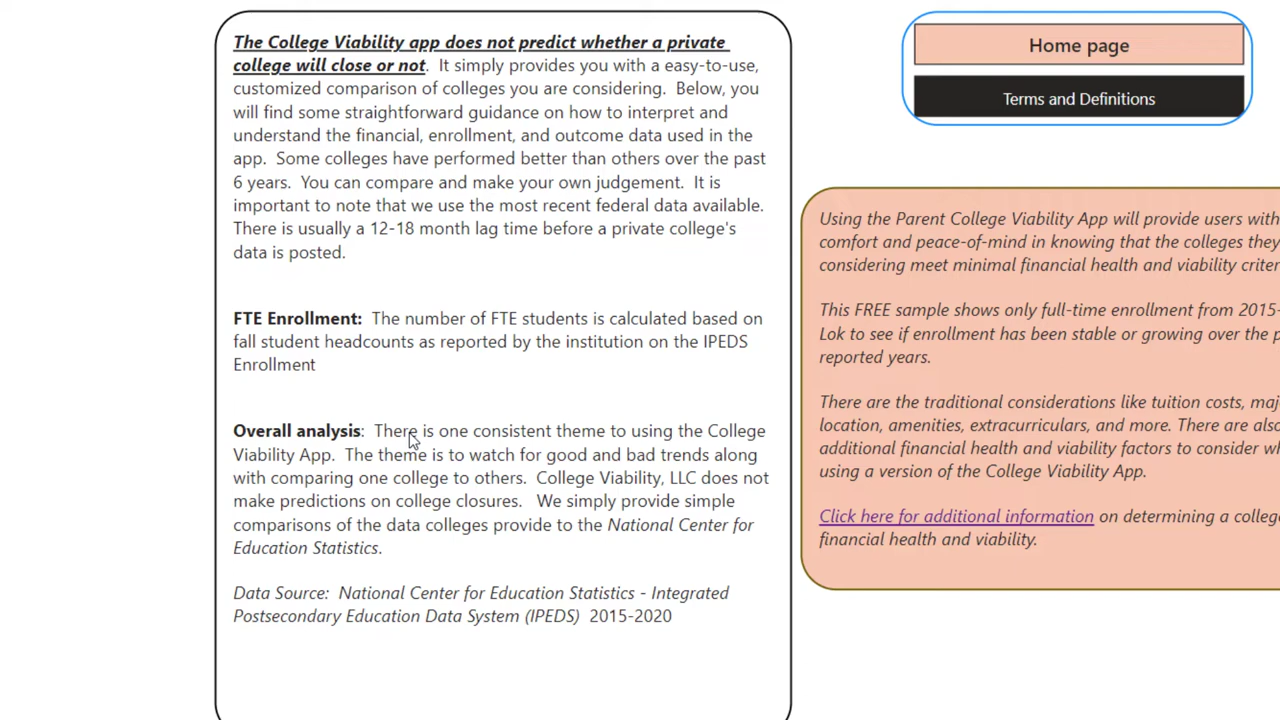 The College Viability app does not predict whether a private
college will close or not. It simply provides you with a easy-to-use,
customized comparison of colleges you are considering. Below, you
will find some straightforward guidance on how to interpret and
understand the financial, enrollment, and outcome data used in the
app. Some colleges have performed better than others over the past
6 years. You can compare and make your own judgement. It is
important to note that we use the most recent federal data available.
There is usually a 12-18 month lag time before a private college's
data is posted.
FTE Enrollment: The number of FTE students is calculated based on
fall student headcounts as reported by the institution on the IPEDS
Enrollment
Overall analysis: There is one consistent theme to using the College
Viability App. The theme is to watch for good and bad trends along
with comparing one college to others. College Viability, LLC does not
make predictions on college closures. We simply provide simple
comparisons of the data colleges provide to the National Center for
Education Statistics.
Data Source: National Center for Education Statistics - Integrated
Postsecondary Education Data System (IPEDS) 2015-2020
Home page
Terms and Definitions
Using the Parent College Viability App will provide users with
comfort and peace-of-mind in knowing that the colleges they
considering meet minimal financial health and viability
This FREE sample shows only full-time enrollment from 2015-
Lok to see if enrollment has been stable or growing over the
reported years.
There are the traditional considerations like tuition costs,
location, amenities, extracurriculars, and more. There are also
additional financial health and viability factors to consider
using a version of the College Viability App.
Click here for additional information on determining a
financial health and viability.